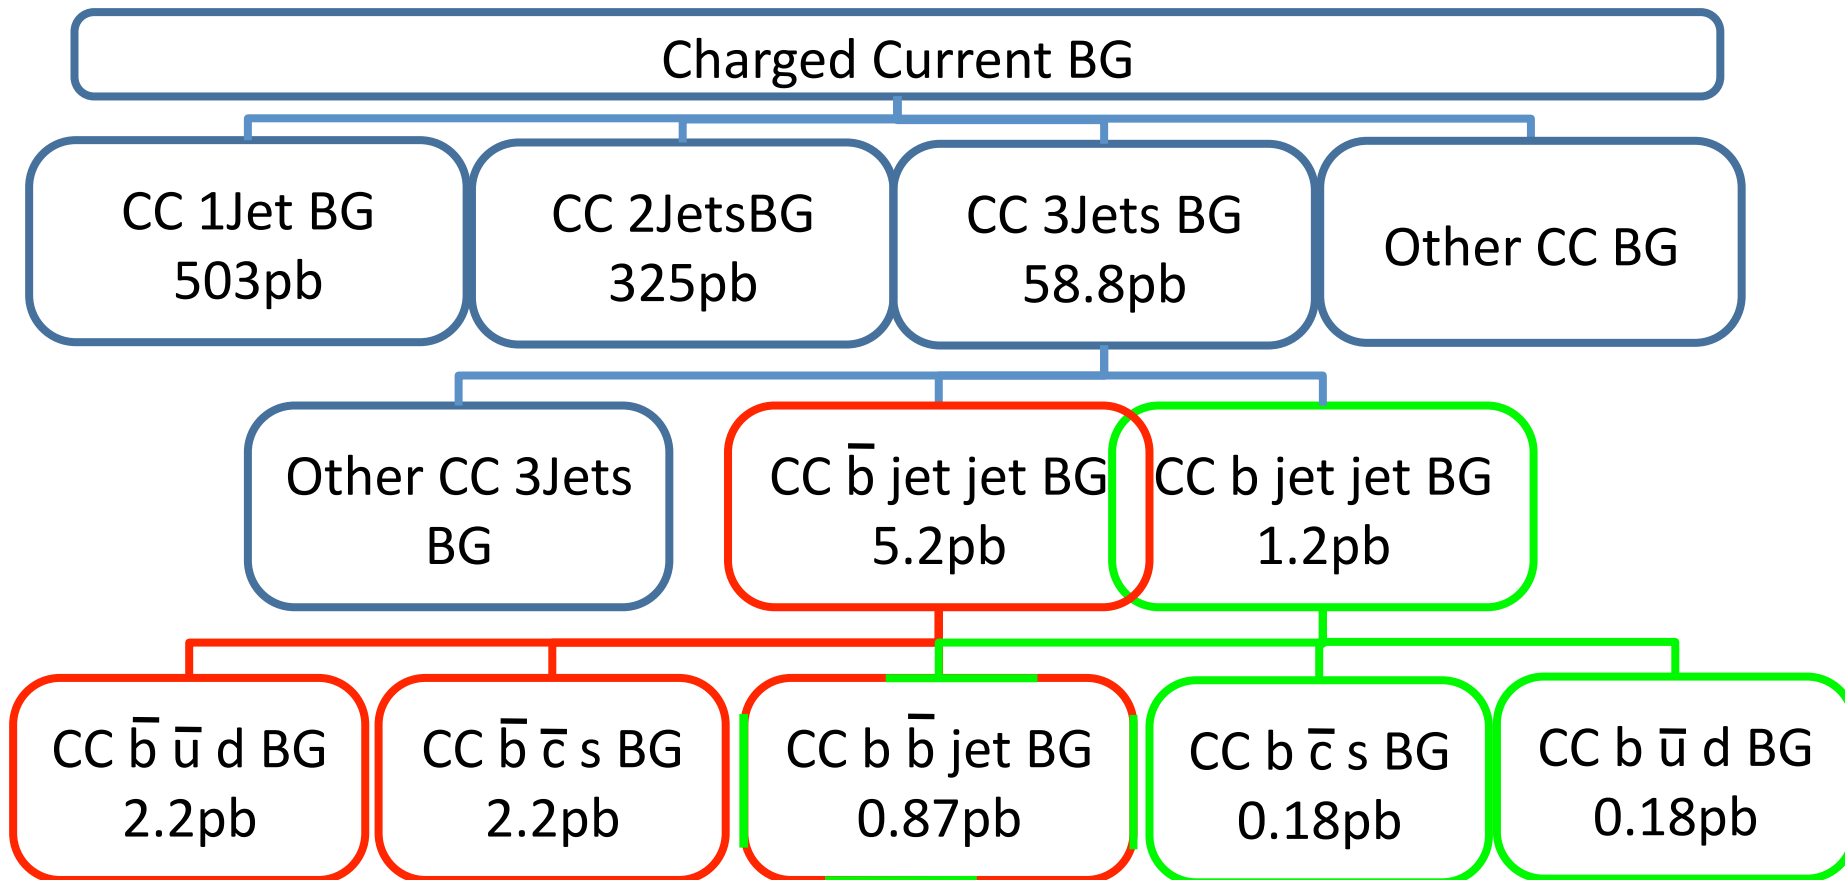 Charged Current BG
CC 1Jet BG
503pb
CC 2JetsBG
325pb
CC 3Jets BG
58.8pb
Other CC BG
Other CC 3Jets
BG
CC b̅ jet jet BG
5.2pb
CC b jet jet BG
1.2pb
CC b̅ u̅ d BG
2.2pb
CC b̅ c̅ s BG
2.2pb
CC b b̅ jet BG
0.87pb
CC b c̅ s BG
0.18pb
CC b u̅ d BG
0.18pb